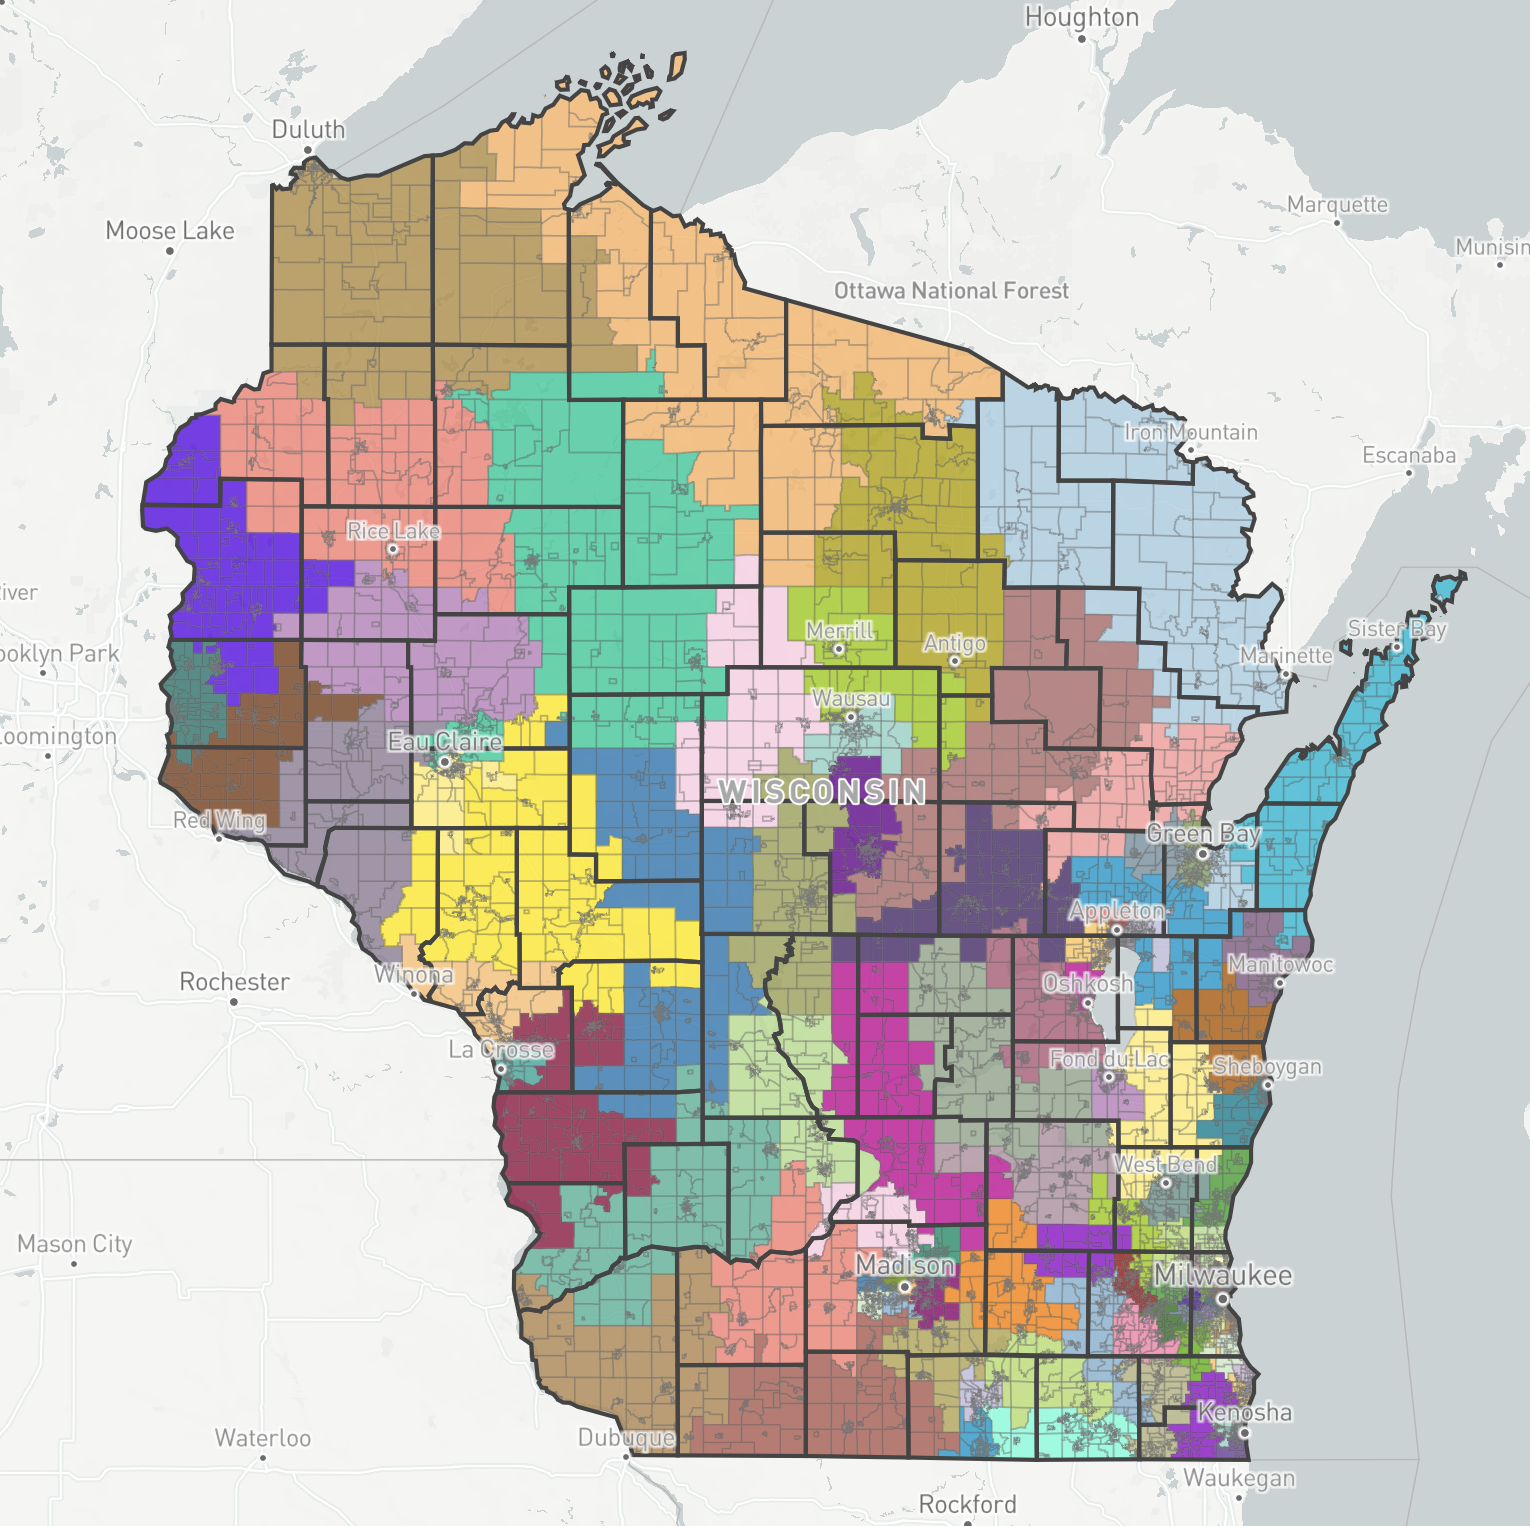 Houghton
Duluth
Marquette
Moose Lake
Munisin
Ottawa National Forest
Iron Mountain
Escanaba
Rice Lake
iver
Sister Bay
Merrill
Antigo
ooklyn Park
Marinette
Wausau
loomington
Eau Claire
WISCONSIN
Red Wing
Green Bay
Appleton
Winona
Manitowoc
Rochester
Oshkosh
La Crosse
Fond du Lac
Sheboygan
West Bend
Mason City
Madison
Milwaukee
Kenosha
Waterloo
Dubuque
Waukegan
Rockford